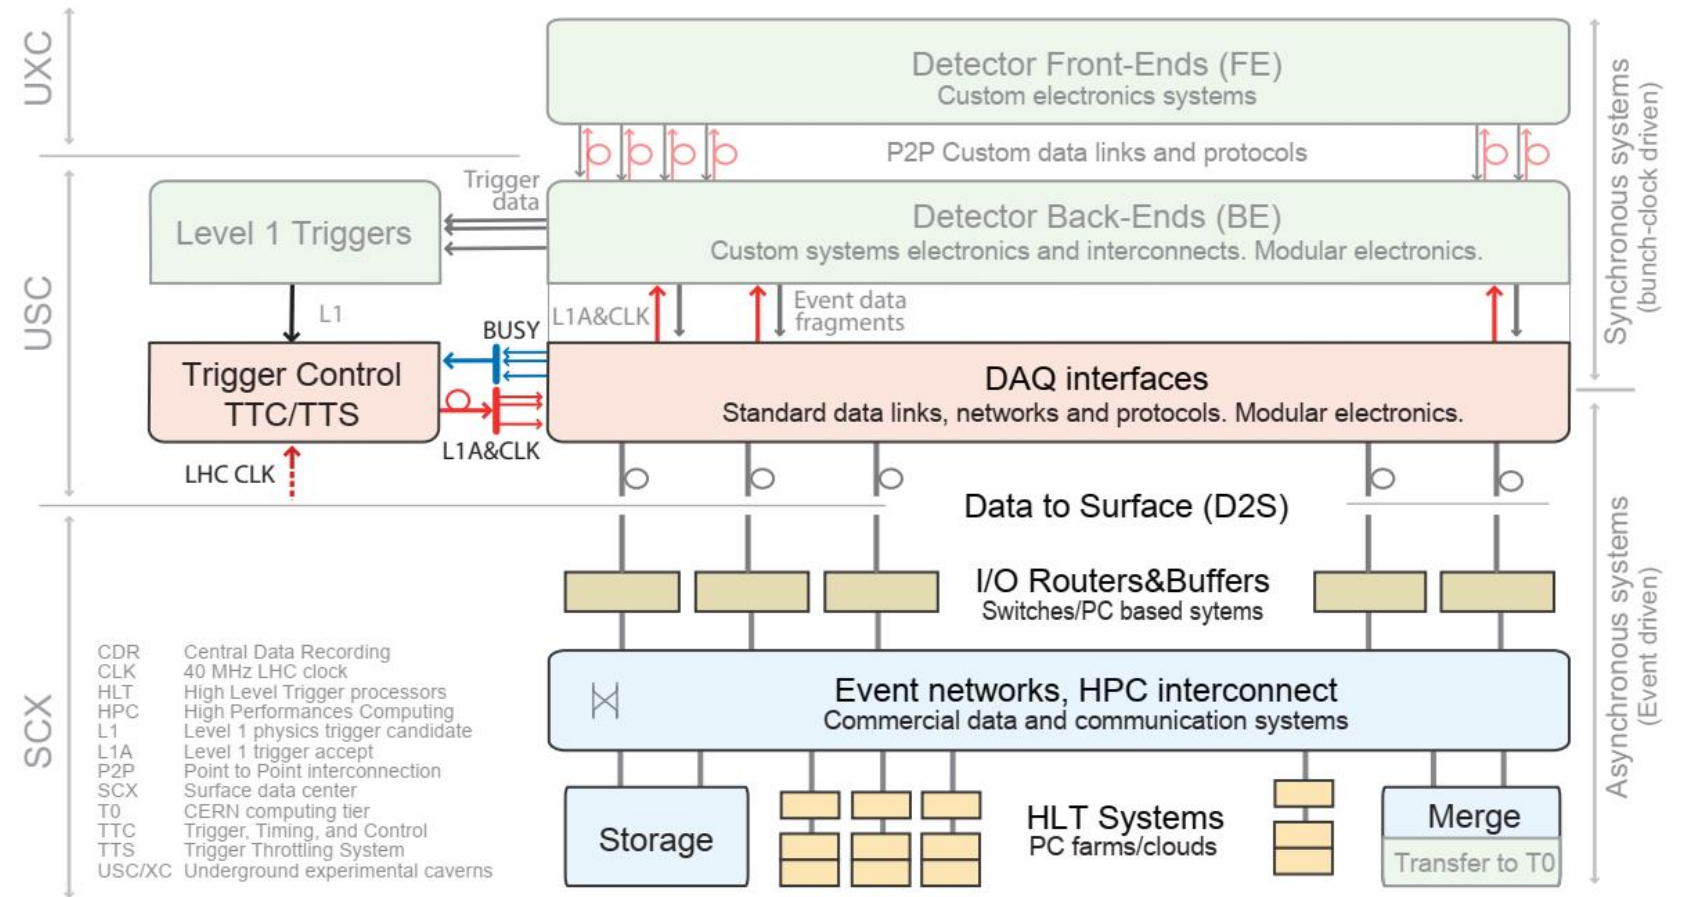 UXC
Detector Front-Ends (FE)
Custom electronics systems
P2P Custom data links and protocols
Synchronous systems
(bunch-clock driven)
USC
Level 1 Triggers
Trigger
data
Detector Back-Ends (BE)
Custom systems electronics and interconnects. Modular electronics.
L1
L1A&CLK
Event data
fragments
BUSY
Trigger Control
TTC/TTS
DAQ interfaces
Standard data links, networks and protocols. Modular electronics.
L1A&CLK
LHC CLK
Data to Surface (D2S)
I/O Routers&Buffers
Switches/PC based sytems
Asynchronous systems
(Event driven)
SCX
Event networks, HPC interconnect
Commercial data and communication systems
Storage
HLT Systems
PC farms/clouds
Merge
Transfer to T0
CDR Central Data Recording
CLK 40 MHz LHC clock
HLT High Level Trigger processors
HPC High Performances Computing
L1 Level 1 physics trigger candidate
L1A Level 1 trigger accept
P2P Point to Point interconnection
SCX Surface data center
T0 CERN computing tier
TTC Trigger, Timing, and Control
TTS Trigger Throttling System
USC/XC Underground experimental caverns